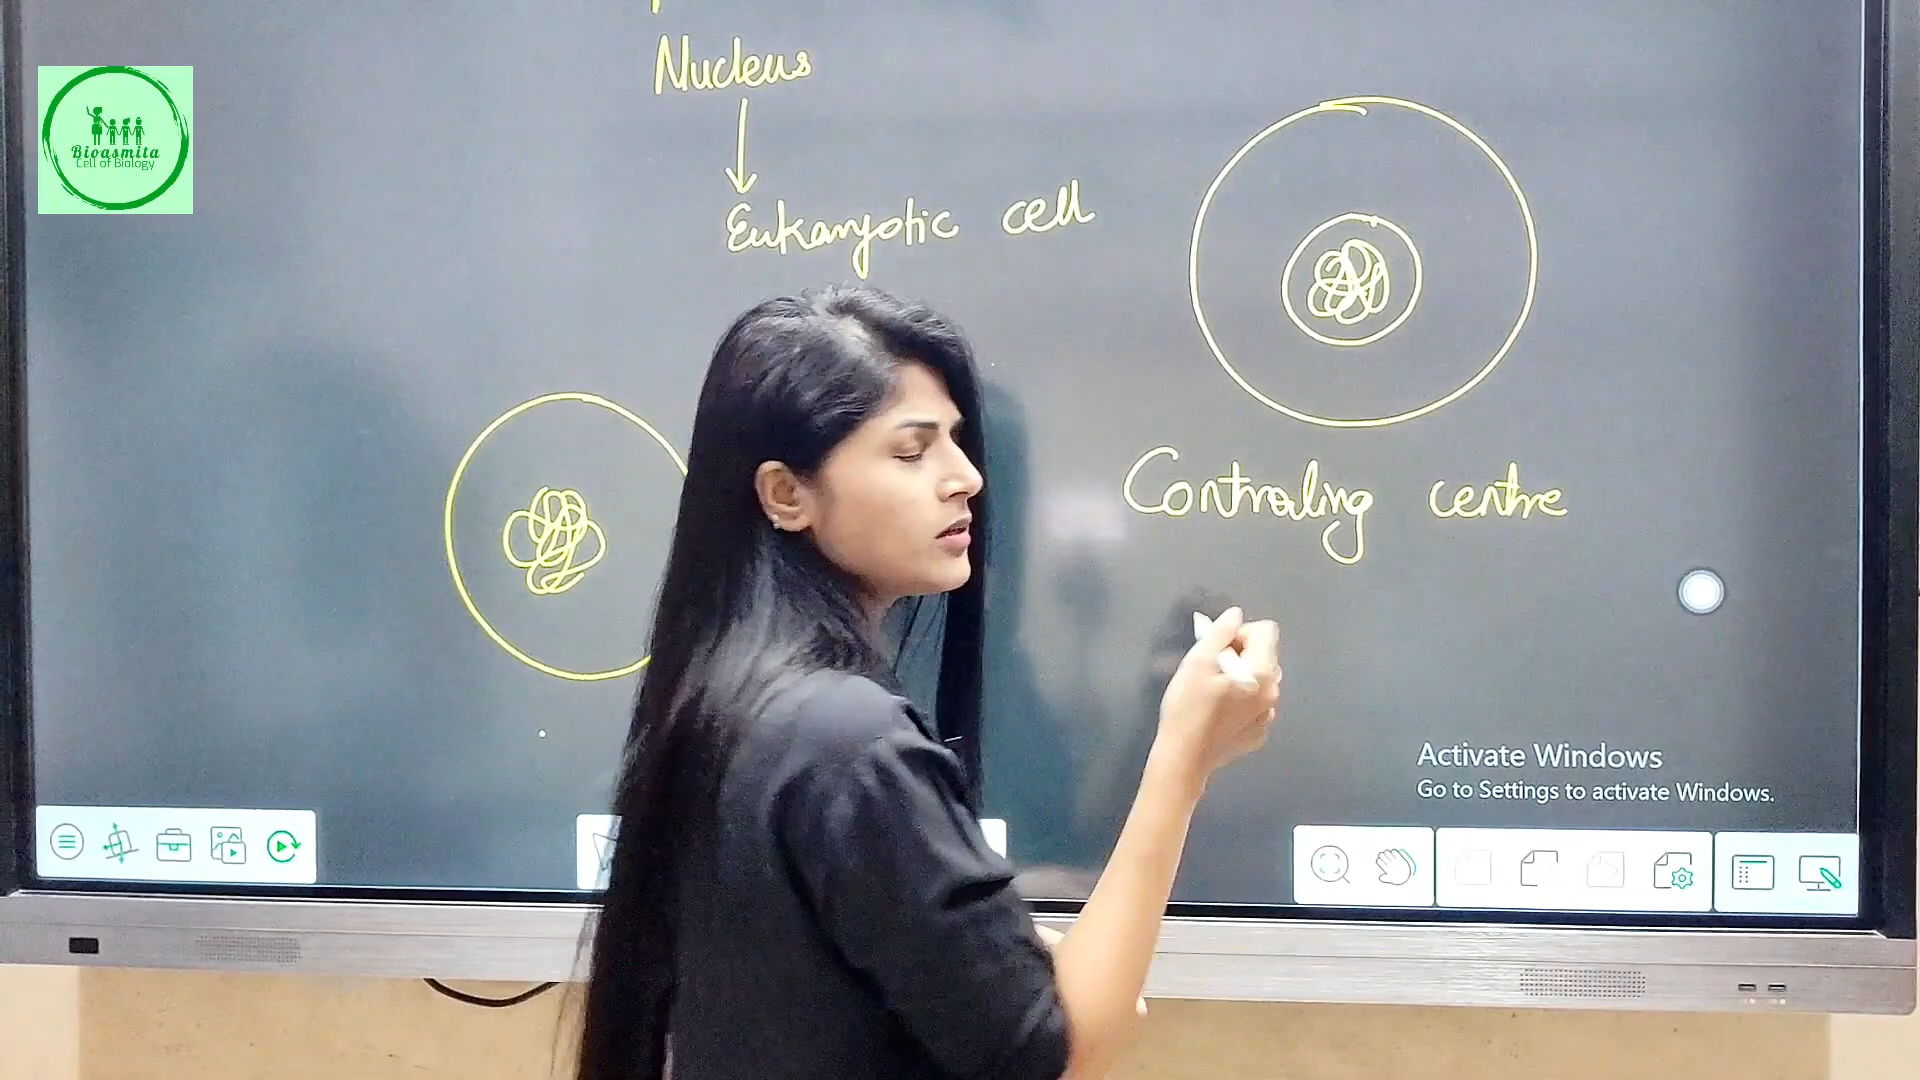 Nucleus
Eukaryotic cell
Bioasmita
Cell of Biology
Controling centre
Activate Windows
Go to Settings to activate Windows.